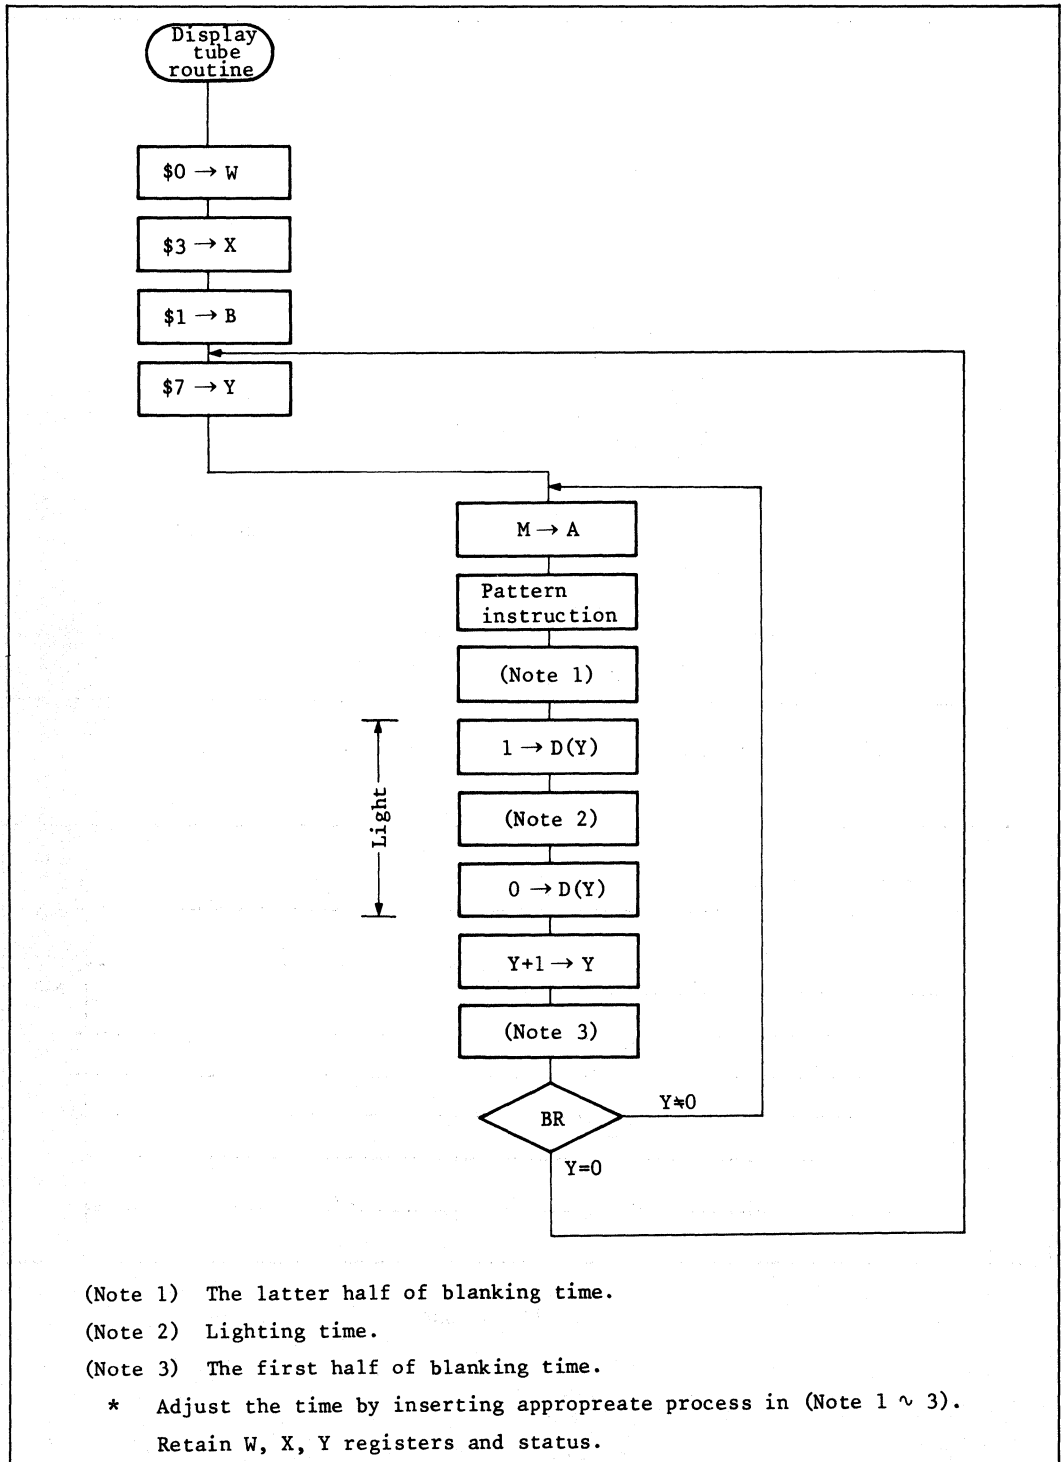 Display
tube
routine
$0 → W
$3 → X
$1 → B
$7 → Y
M → A
Pattern
instruction
(Note 1)
1 → D(Y)
Light
(Note 2)
0 → D(Y)
Y+1 → Y
(Note 3)
BR
Y≒0
Y=0
(Note 1) The latter half of blanking time.
(Note 2) Lighting time.
(Note 3) The first half of blanking time.
* Adjust the time by inserting appropreate process in (Note 1 ∿ 3).
Retain W, X, Y registers and status.